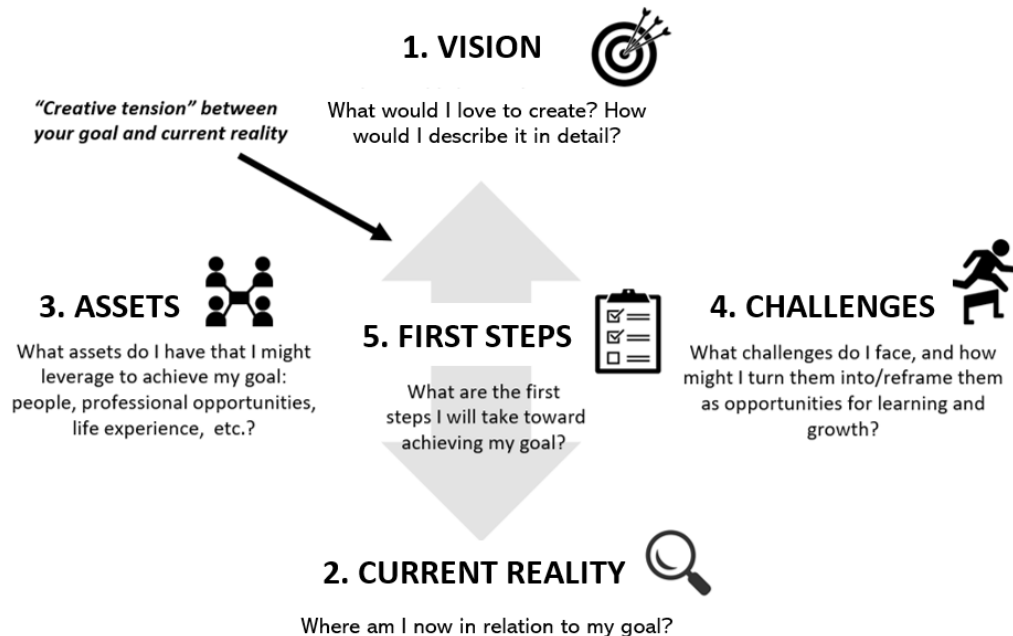 1. VISION
What would I love to create? How
would I describe it in detail?
“Creative tension” between
your goal and current reality
3. ASSETS
What assets do I have that I might
leverage to achieve my goal:
people, professional opportunities,
life experience, etc.?
5. FIRST STEPS
What are the first
steps I will take toward
achieving my goal?
4. CHALLENGES
What challenges do I face, and how
might I turn them into/reframe them
as opportunities for learning and
growth?
2. CURRENT REALITY
Where am I now in relation to my goal?